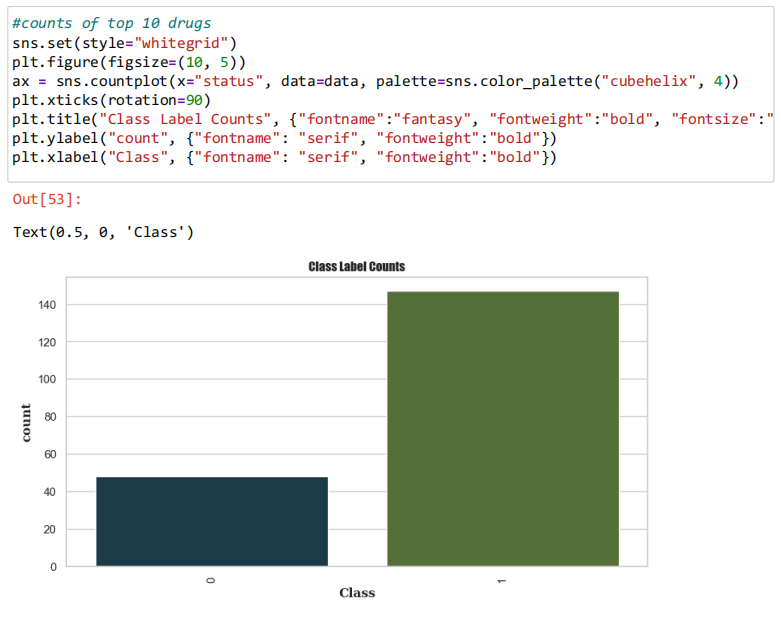 #counts of top 10 drugs
sns.set(style="whitegrid")
plt.figure(figsize=(10, 5))
ax = sns.countplot(x="status", data=data, palette=sns.color_palette("cubehelix", 4))
plt.xticks(rotation=90)
plt.title("Class Label Counts", {"fontname":"fantasy", "fontweight":"bold", "fontsize":"
plt.ylabel("count", {"fontname": "serif", "fontweight":"bold"})
plt.xlabel("Class", {"fontname": "serif", "fontweight":"bold"})
Out[53]:
Text(0.5, 0, 'Class')
Class Label Counts
140
120
100
80
60
40
20
0
count
0
1
Class